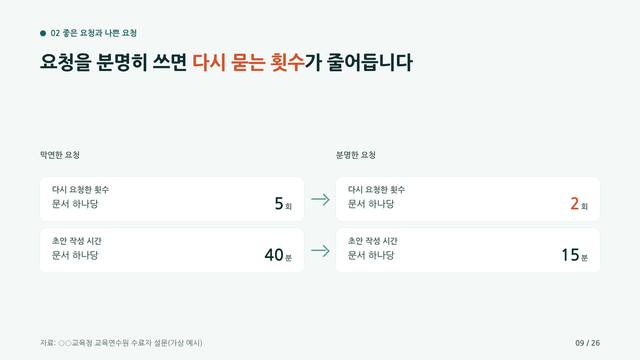 02 좋은 요청과 나쁜 요청
요청을 분명히 쓰면 다시 묻는 횟수가 줄어듭니다
막연한 요청
분명한 요청
다시 요청한 횟수
문서 하나당
5회
다시 요청한 횟수
문서 하나당
2회
초안 작성 시간
문서 하나당
40분
초안 작성 시간
문서 하나당
15분
자료: ○○교육청 교육연수원 수료자 설문(가상 예시)
09 / 26